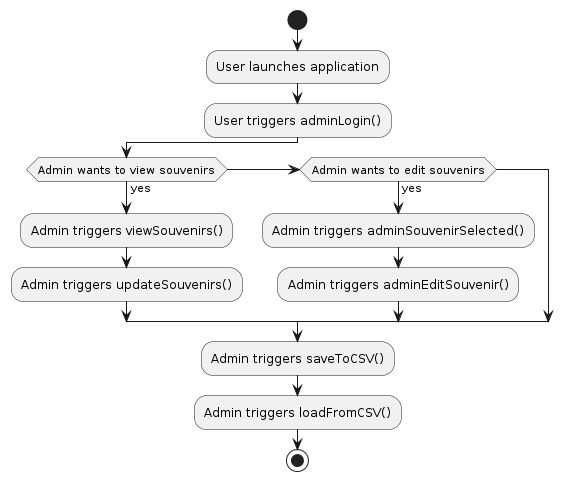 User launches application
User triggers adminLogin()
Admin wants to view souvenirs
Admin wants to edit souvenirs
yes
yes
Admin triggers viewSouvenirs()
Admin triggers adminSouvenirSelected()
Admin triggers updateSouvenirs()
Admin triggers adminEditSouvenir()
Admin triggers saveToCSV()
Admin triggers loadFromCSV()